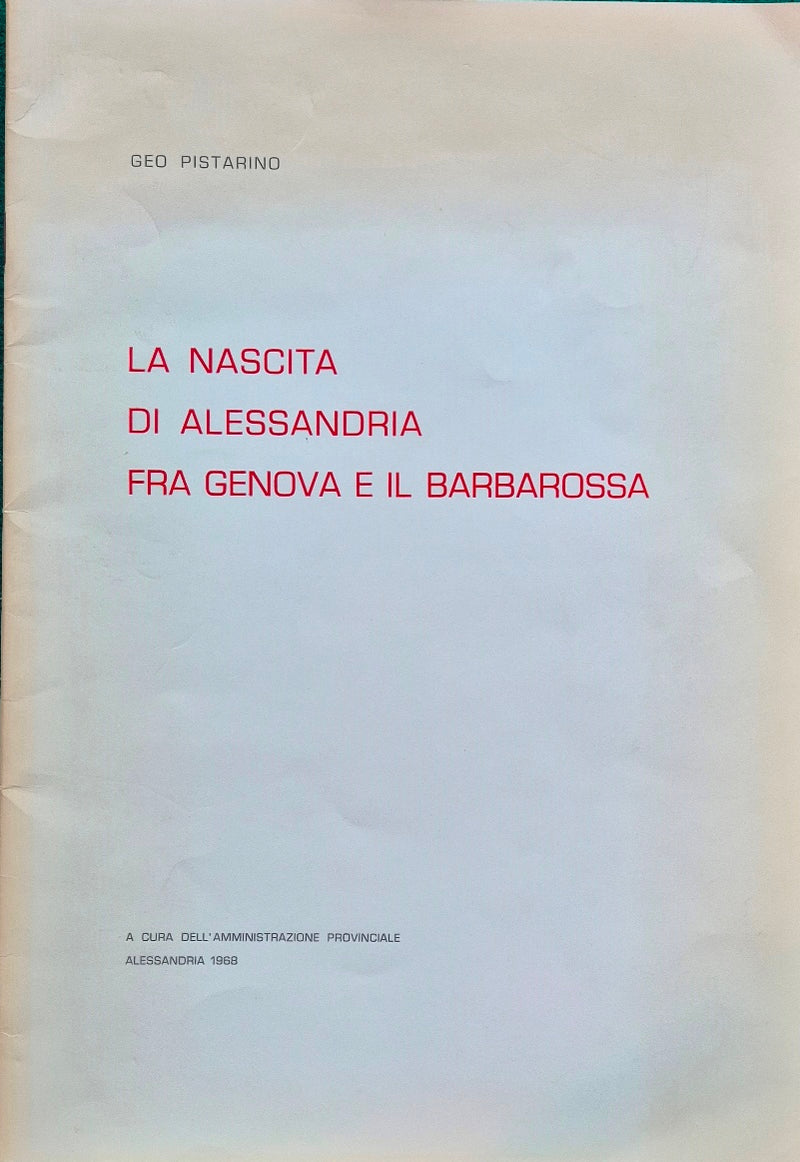 GEO PISTARINO
LA NASCITA
DI ALESSANDRIA
FRA GENOVA E IL BARBAROSSA
A CURA DELL'AMMINISTRAZIONE PROVINCIALE
ALESSANDRIA 1968